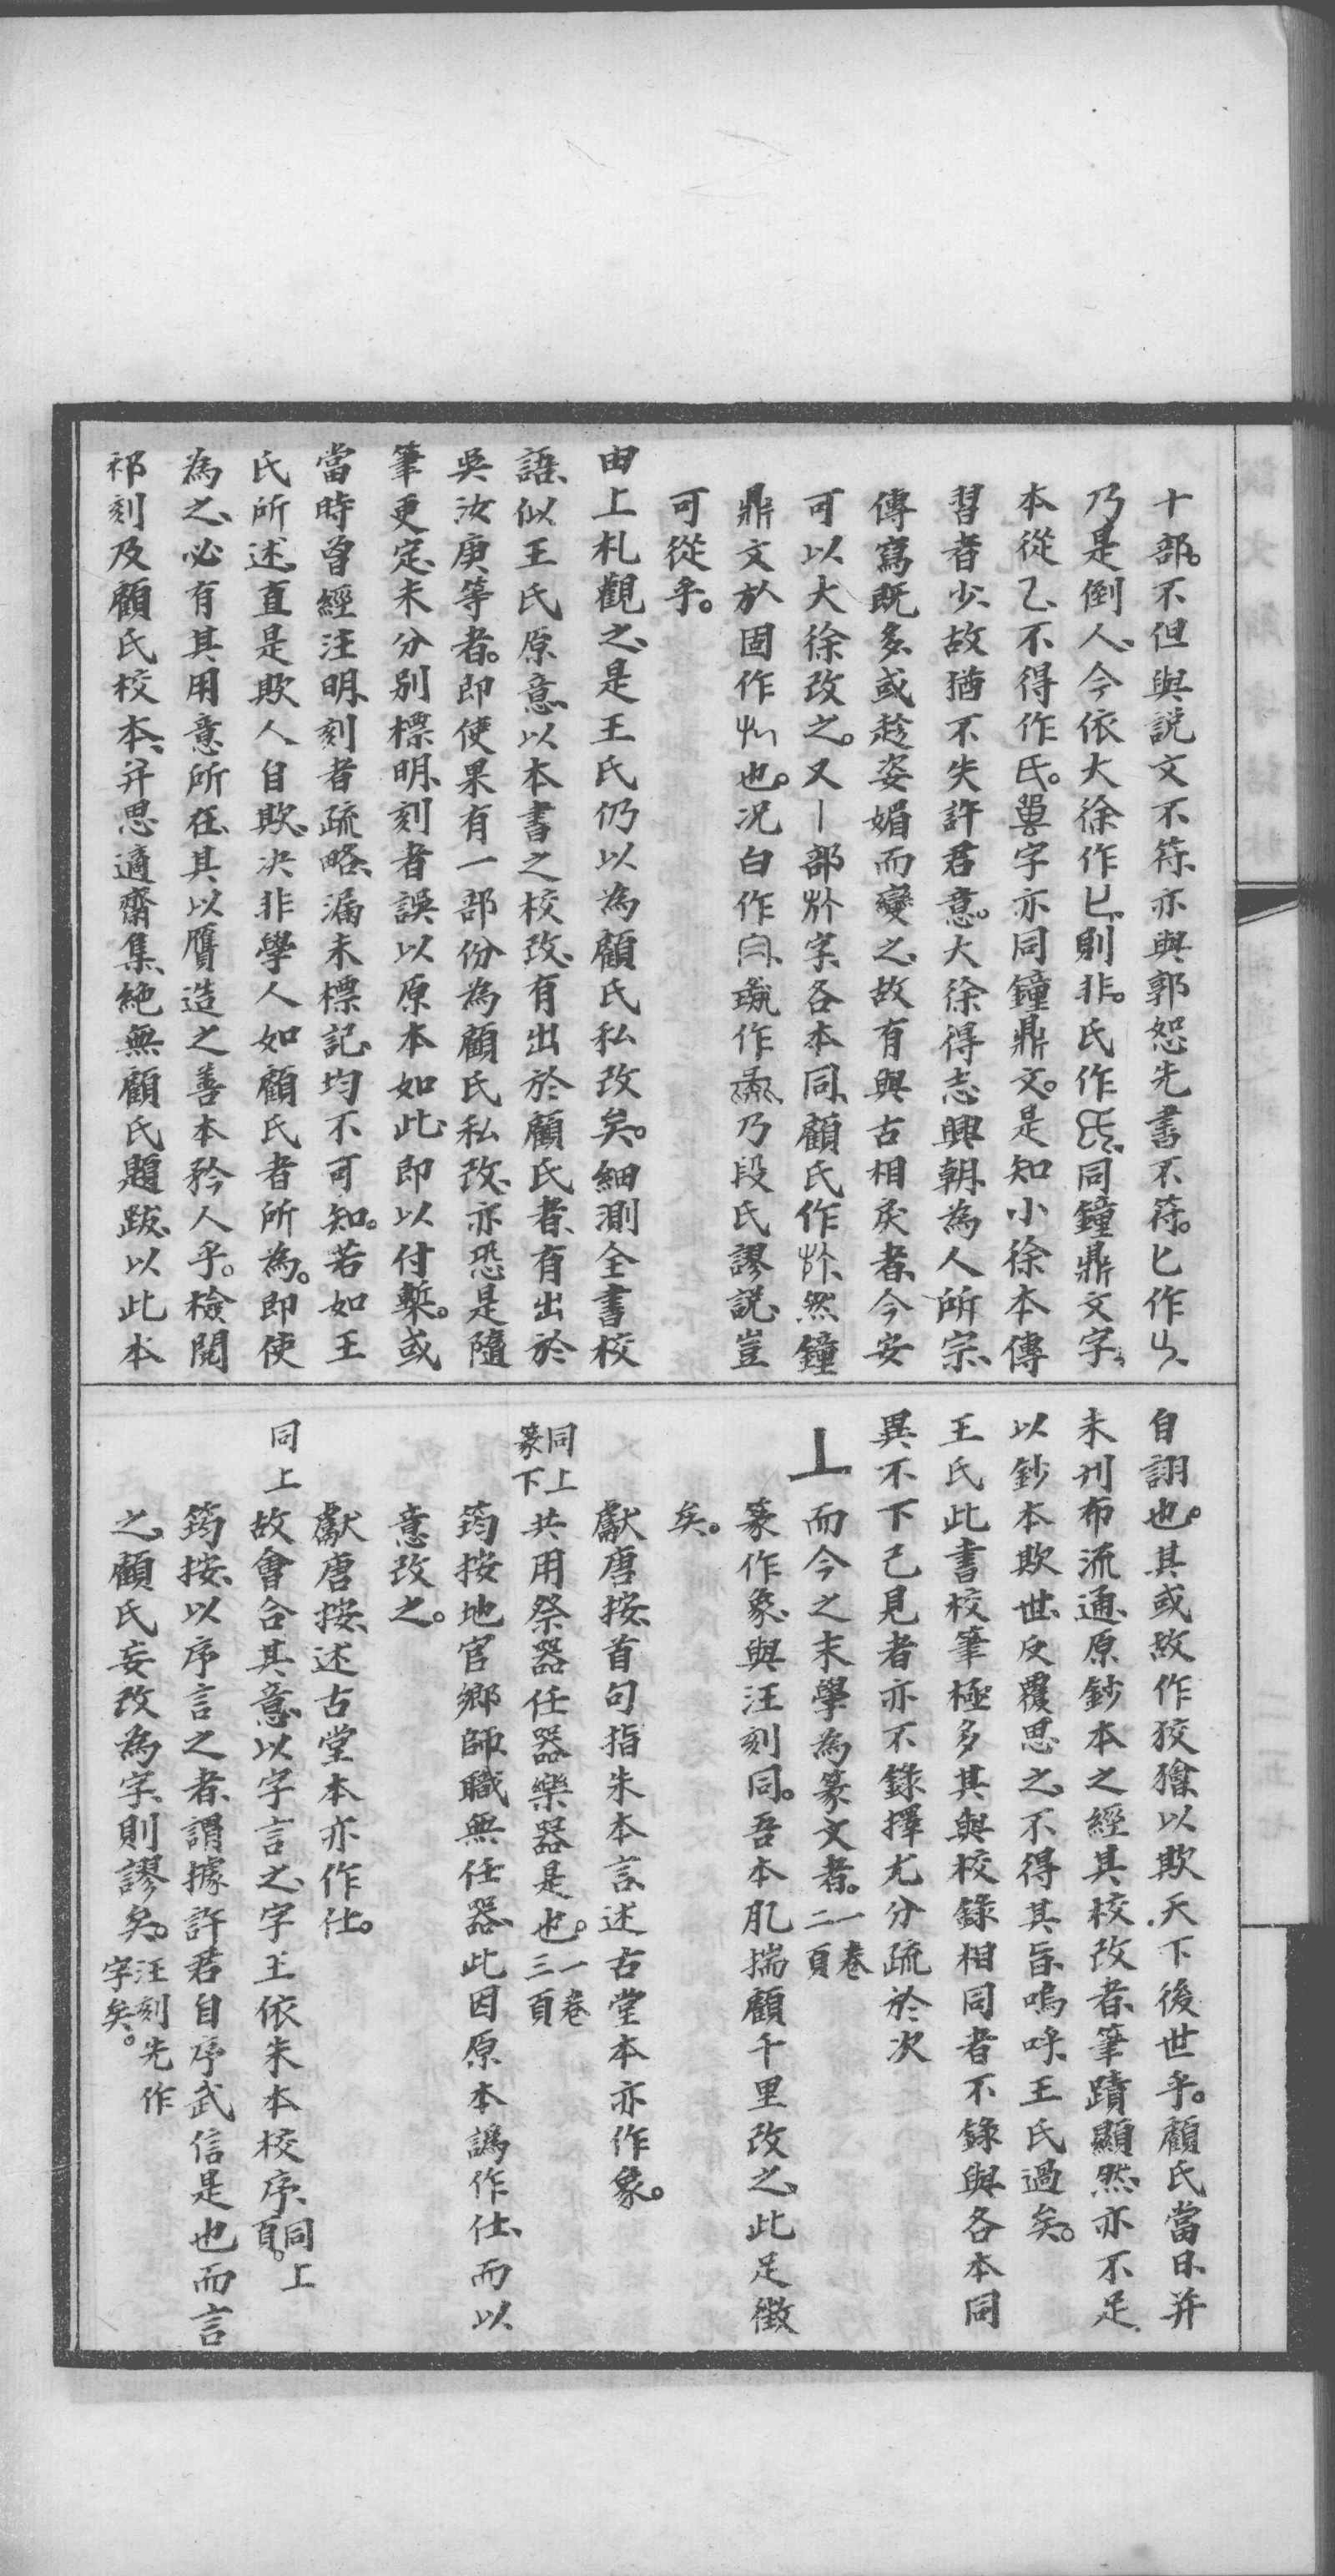 十部。不但與説文不符、亦與郭恕先書不符。匕作、
乃是倒人、今依大徐作匕、則非。氏作、同鐘鼎文字、
本從乙、不得作氏。單字亦同鐘鼎文。是知小徐本傳
習者少、故猶不失許君意。大徐得志興朝、為人所宗、
傳寫既多、或趁姿媚而變之、故有與古相戾者、今安
可以大徐改之。又丨部㫃字、各本同、顧氏作、然鐘
鼎文㫃固作也。况白作、作、乃段氏謬説、豈
可從乎。
由上札觀之、是王氏仍以為顧氏私改矣。細測全書校
語、似王氏原意、以本書之校改、有出於顧氏者、有出於
吳汝庚等者。即使果有一部份為顧氏私改、亦恐是隨
筆更定、未分別標明、刻者誤以原本如此、即以付槧。或
當時曾經注明、刻者疏略、漏未標記、均不可知。若如王
氏所述、直是欺人自欺、决非學人如顧氏者所為。即使
為之、必有其用意所在、其以贋造之善本矜人乎。檢閲
祁刻及顧氏校本、并思適齋集、絶無顧氏題跋、以此本
自詡也。其或故作狡獪以欺天下後世乎。顧氏當日、并
未刊布流通、原鈔本之經其校改者、筆蹟顯然、亦不足
以鈔本欺世、反覆思之、不得其旨、嗚呼、王氏過矣。
王氏此書校筆極多、其與校錄相同者不錄、與各本同
異不下己見者亦不錄、擇尤分疏於次
丄 而今之末學為篆文者。一卷二頁
篆作象、與汪刻同。吾本肊揣顧千里改之、此足徵
矣。
獻唐按、首句指朱本言、述古堂本亦作象。
同上篆下 共用祭器任器樂器是也。一卷三頁
筠按地官鄉師職無任器、此因原本譌作仕、而以
意改之。
獻唐按、述古堂本亦作仕。
同上 故會合其意、以字言之、字王依朱本校序、同上頁。
筠按、以序言之者、謂據許君自序武信是也而言
之、顧氏妄改為字、則謬矣。汪刻先作字矣。